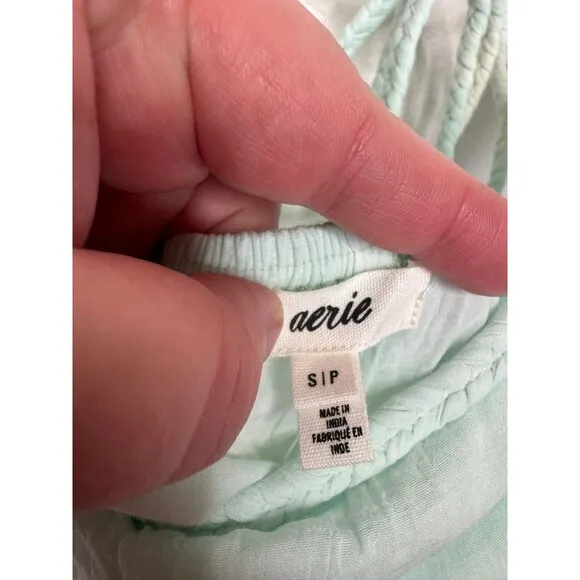 aerie
S|P
MADE IN
INDIA
FABRIQUÉ EN
INDE